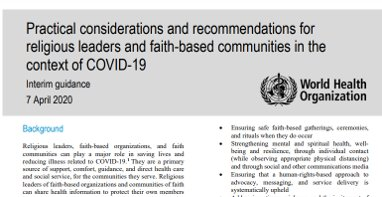 Practical considerations and recommendations for
religious leaders and faith-based communities in the
context of COVID-19
Interim guidance
7 April 2020
World Health
Organization
Background
Religious leaders, faith-based organizations, and faith
communities can play a major role in saving lives and
reducing illness related to COVID-19.¹ They are a primary
source of support, comfort, guidance, and direct health care
and social service, for the communities they serve. Religious
leaders of faith-based organizations and communities of faith
can share health information to protect their own members
• Ensuring safe faith-based gatherings, ceremonies,
and rituals when they do occur
• Strengthening mental and spiritual health, well-
being and resilience, through individual contact
(while observing appropriate physical distancing)
and through social and other communications media
• Ensuring that a human-rights-based approach to
advocacy, messaging, and service delivery is
systematically upheld